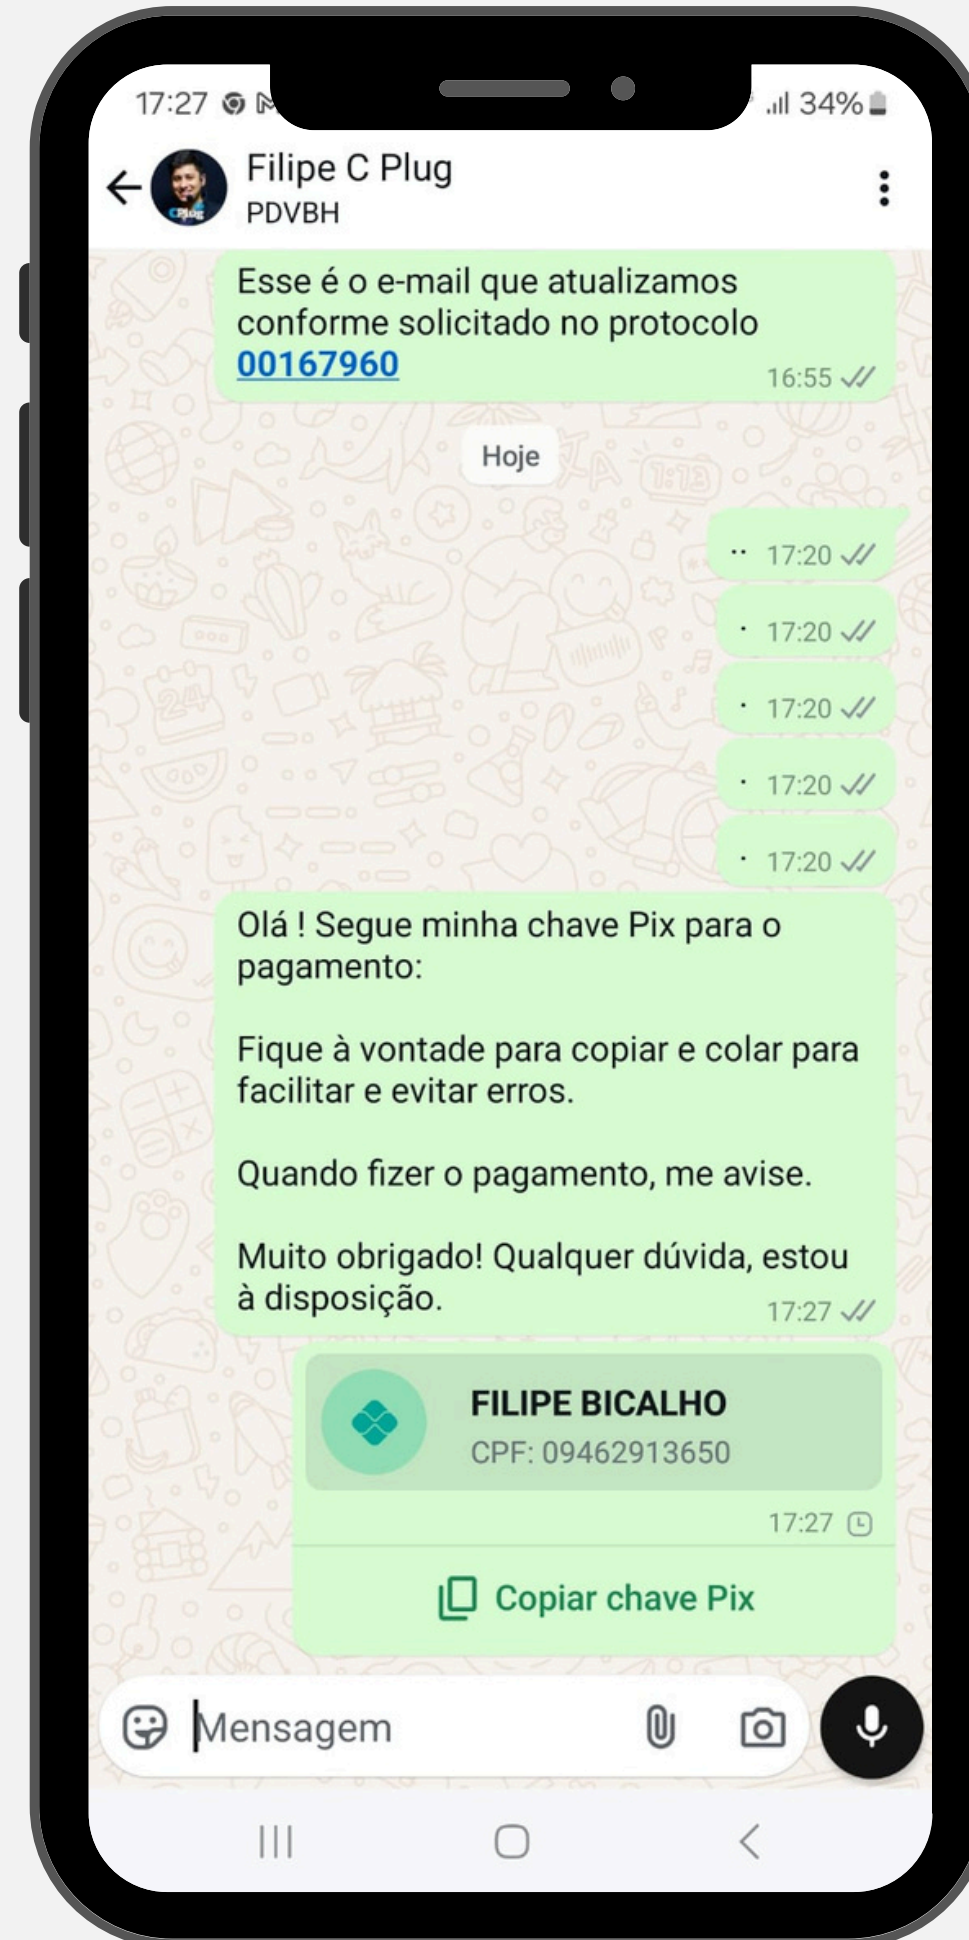 17:27
34%
Filipe C Plug
PDVBH
CPlug
Esse é o e-mail que atualizamos
conforme solicitado no protocolo
00167960
16:55
Hoje
.. 17:20
. 17:20
. 17:20
. 17:20
. 17:20
Olá ! Segue minha chave Pix para o
pagamento:
Fique à vontade para copiar e colar para
facilitar e evitar erros.
Quando fizer o pagamento, me avise.
Muito obrigado! Qualquer dúvida, estou
à disposição.
17:27
FILIPE BICALHO
CPF: 09462913650
17:27
Copiar chave Pix
Mensagem